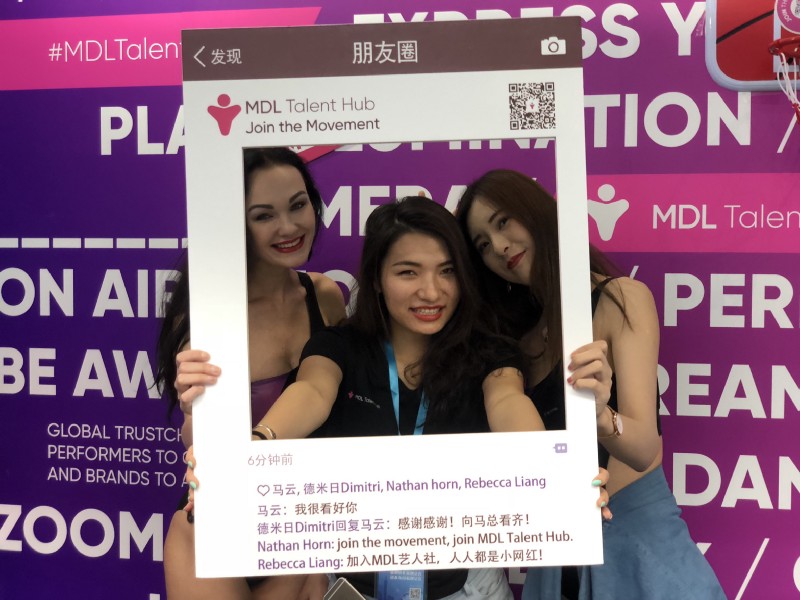 #MDLTalent
EXPRESS Y
发现
朋友圈
MDL Talent Hub
Join the Movement
MDL Talen
ON AIR
BE AW
PER
REAM
DAN
ZOOM
GLOBAL TRUSTCH
PERFORMERS TO
AND BRANDS TO A
6分钟前
马云, 德米日Dimitri, Nathan horn, Rebecca Liang
马云：我很看好你
德米日Dimitri回复马云：感谢感谢！向马总看齐！
Nathan Horn: join the movement, join MDL Talent Hub.
Rebecca Liang: 加入MDL艺人社，人人都是小网红！